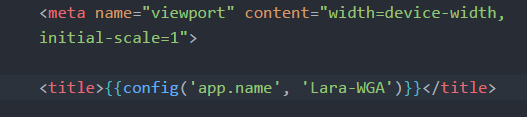 <meta name="viewport" content="width=device-width,
initial-scale=1">
<title>{{config('app.name', 'Lara-WGA')}}</title>